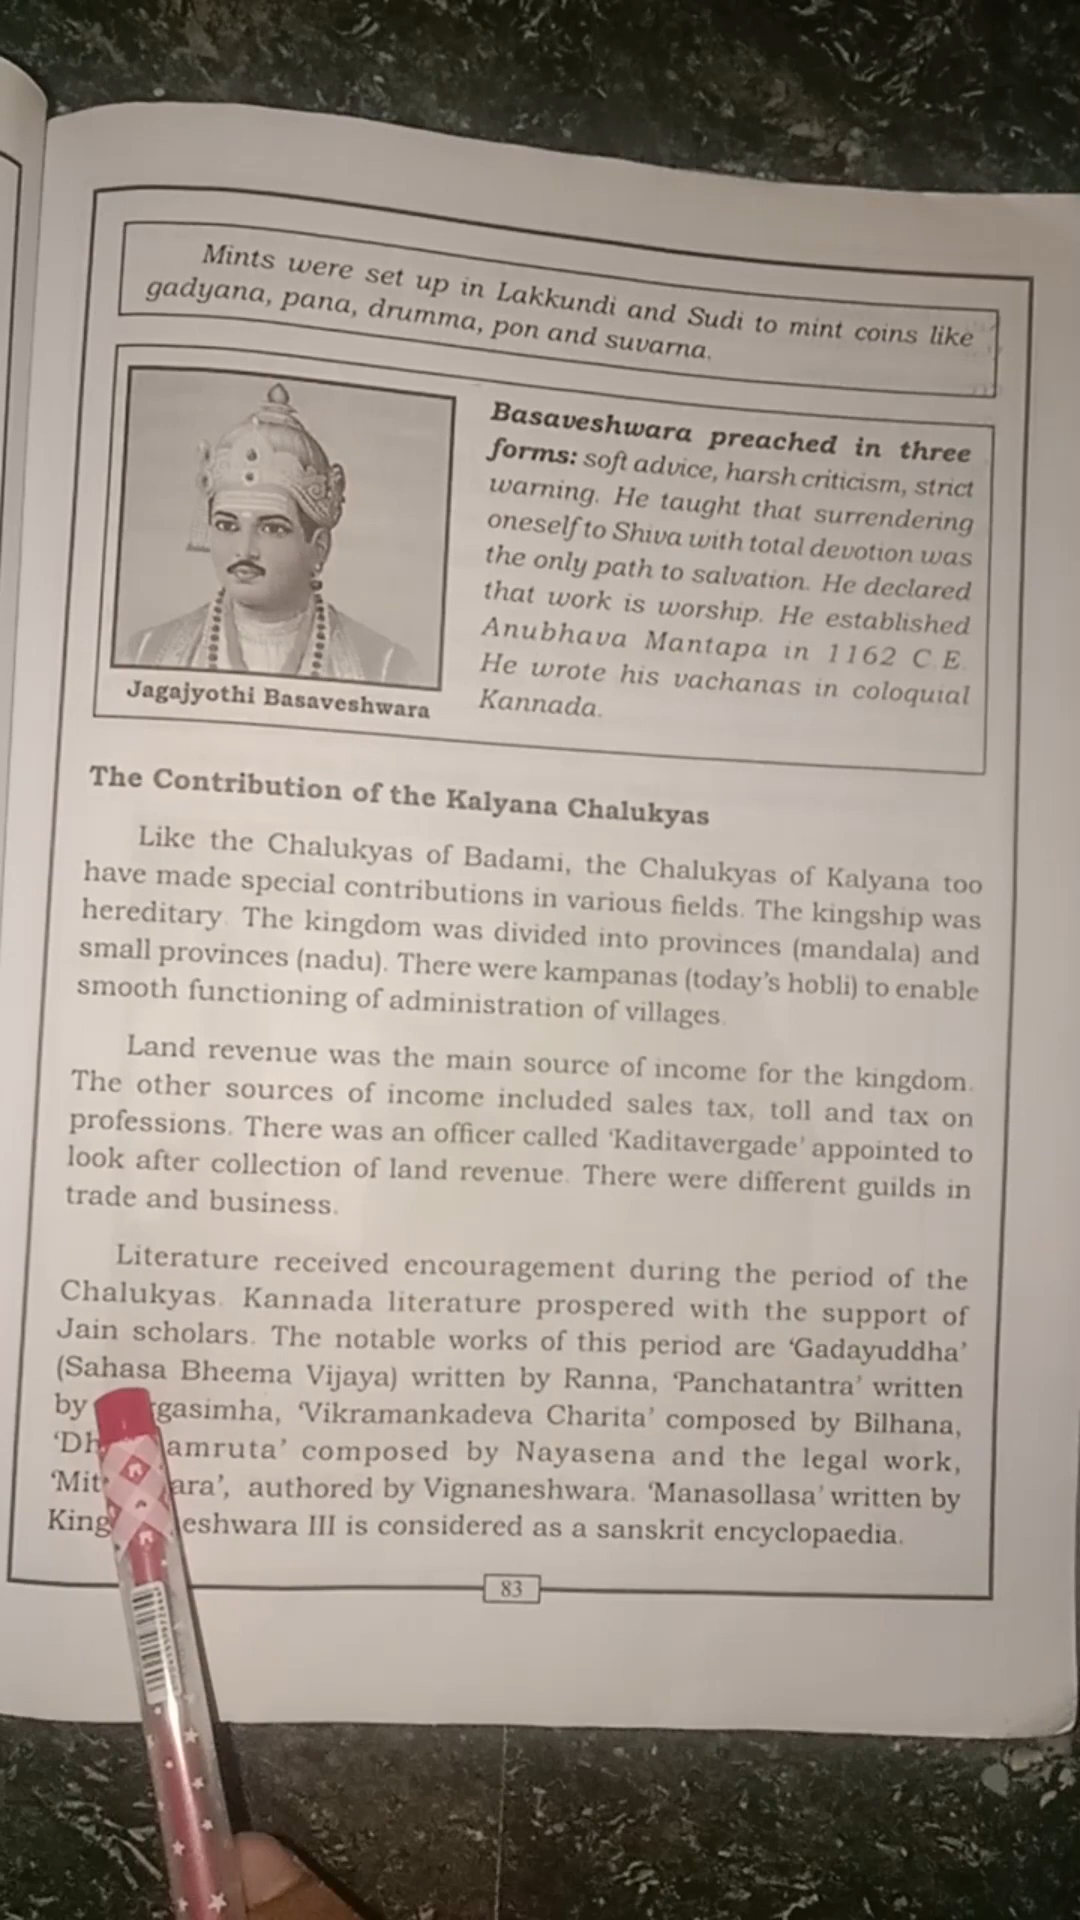 Mints were set up in Lakkundi and Sudi to mint coins like
gadyana, pana, drumma, pon and suvarna.
Jagajyothi Basaveshwara
Basaveshwara preached in three
forms: soft advice, harsh criticism, strict
warning. He taught that surrendering
oneself to Shiva with total devotion was
the only path to salvation. He declared
that work is worship. He established
Anubhava Mantapa in 1162 C.E.
He wrote his vachanas in coloquial
Kannada.
The Contribution of the Kalyana Chalukyas
Like the Chalukyas of Badami, the Chalukyas of Kalyana too
have made special contributions in various fields. The kingship was
hereditary. The kingdom was divided into provinces (mandala) and
small provinces (nadu). There were kampanas (today's hobli) to enable
smooth functioning of administration of villages.
Land revenue was the main source of income for the kingdom.
The other sources of income included sales tax, toll and tax on
professions. There was an officer called 'Kaditavergade' appointed to
look after collection of land revenue. There were different guilds in
trade and business.
Literature received encouragement during the period of the
Chalukyas. Kannada literature prospered with the support of
Jain scholars. The notable works of this period are 'Gadayuddha'
(Sahasa Bheema Vijaya) written by Ranna, 'Panchatantra' written
by gasimha, 'Vikramankadeva Charita' composed by Bilhana,
'Dh amruta' composed by Nayasena and the legal work,
'Mit ara', authored by Vignaneshwara. 'Manasollasa' written by
King eshwara III is considered as a sanskrit encyclopaedia.
83